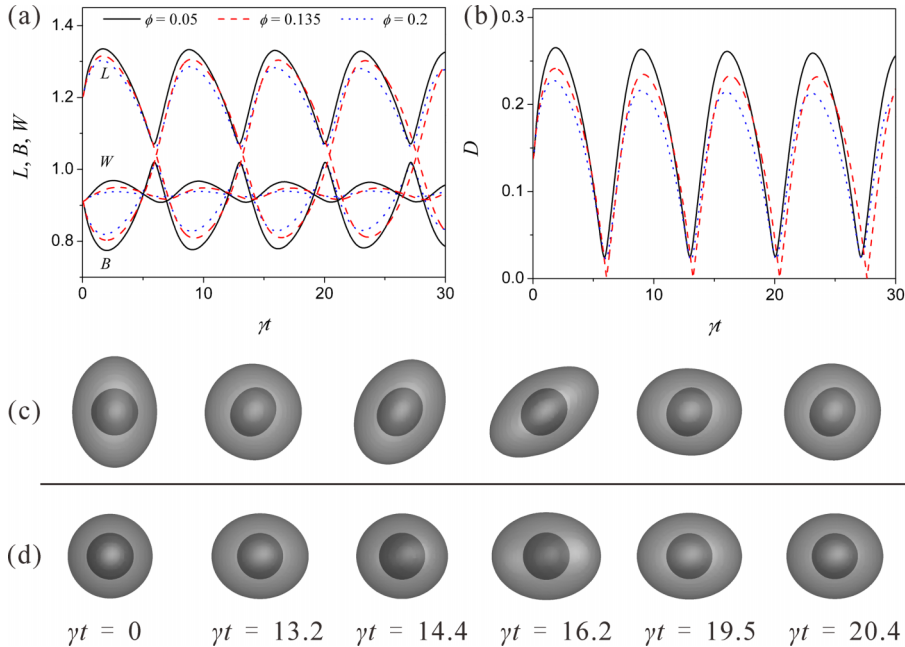 (a)
ϕ = 0.05 ϕ = 0.135 ϕ = 0.2
1.4
1.2
1.0
0.8
L, B, W
L
W
B
0 10 20 30
γt
(b)
0.3
0.2
0.1
0.0
D
0 10 20 30
γt
(c)
(d)
γt = 0 γt = 13.2 γt = 14.4 γt = 16.2 γt = 19.5 γt = 20.4